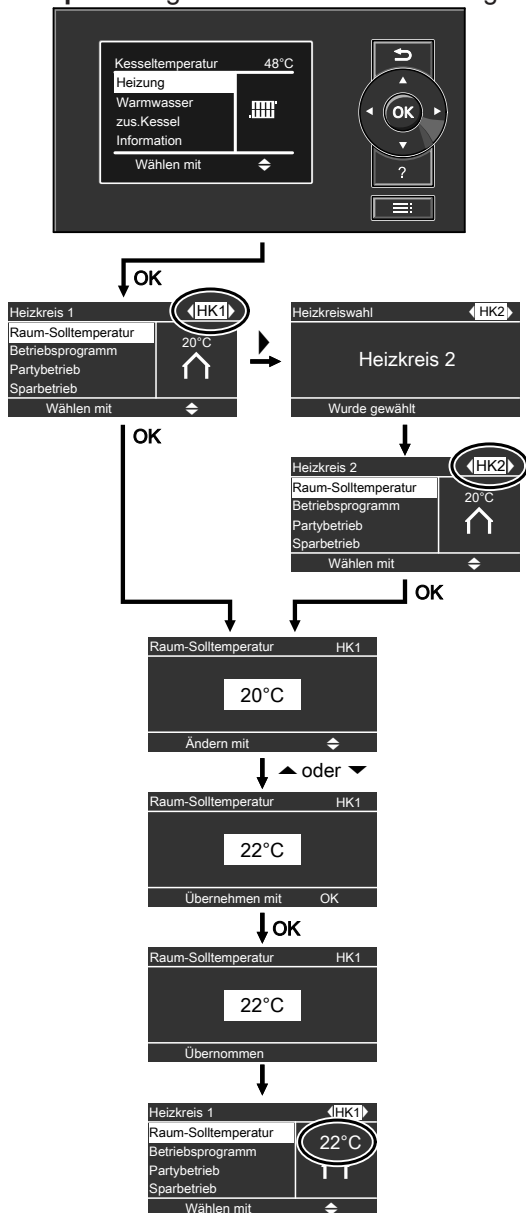 Kesseltemperatur 48°C
Heizung
Warmwasser
zus.Kessel
Information
Wählen mit
OK
?
OK
Heizkreis 1 HK1
Raum-Solltemperatur
Betriebsprogramm
Partybetrieb
Sparbetrieb
20°C
Wählen mit
Heizkreiswahl HK2
Heizkreis 2
Wurde gewählt
OK
Heizkreis 2 HK2
Raum-Solltemperatur
Betriebsprogramm
Partybetrieb
Sparbetrieb
20°C
Wählen mit
OK
Raum-Solltemperatur HK1
20°C
Ändern mit
oder
Raum-Solltemperatur HK1
22°C
Übernehmen mit OK
OK
Raum-Solltemperatur HK1
22°C
Übernommen
Heizkreis 1 HK1
Raum-Solltemperatur
Betriebsprogramm
Partybetrieb
Sparbetrieb
22°C
Wählen mit